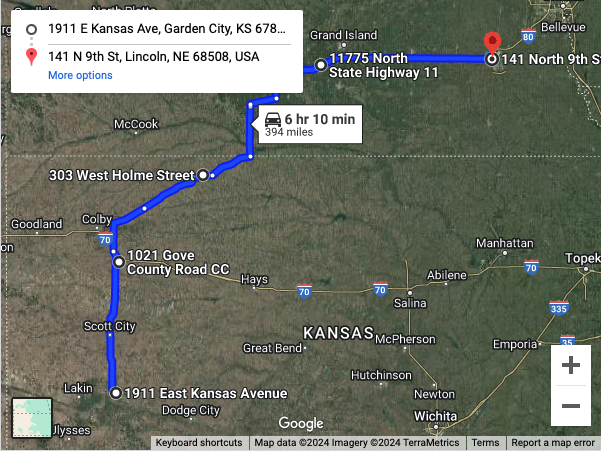 1911 E Kansas Ave, Garden City, KS 678...
141 N 9th St, Lincoln, NE 68508, USA
More options
Grand Island
Bellevue
80
11775 North
State Highway 11
141 North 9th S
6 hr 10 min
394 miles
McCook
303 West Holme Street
Goodland
Colby
70
1021 Gove
County Road CC
Manhattan
Topek
70
Hays
Abilene
70
70
Salina
335
Scott City
KANSAS
McPherson
Great Bend
Emporia
35
Hutchinson
Lakin
1911 East Kansas Avenue
Newton
Dodge City
Wichita
Ulysses
Google
Keyboard shortcuts
Map data ©2024 Imagery ©2024 TerraMetrics
Terms
Report a map error